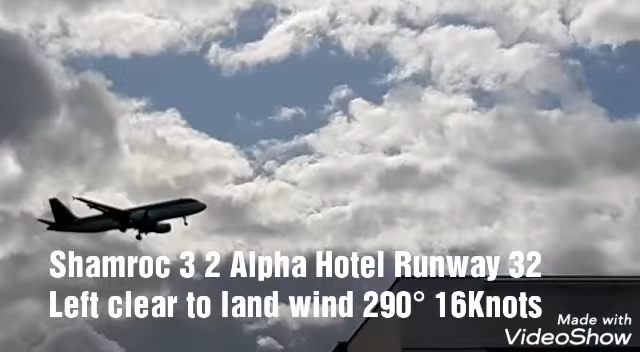 Shamroc 3 2 Alpha Hotel Runway 32
Left clear to land wind 290° 16Knots
Made with
VideoShow